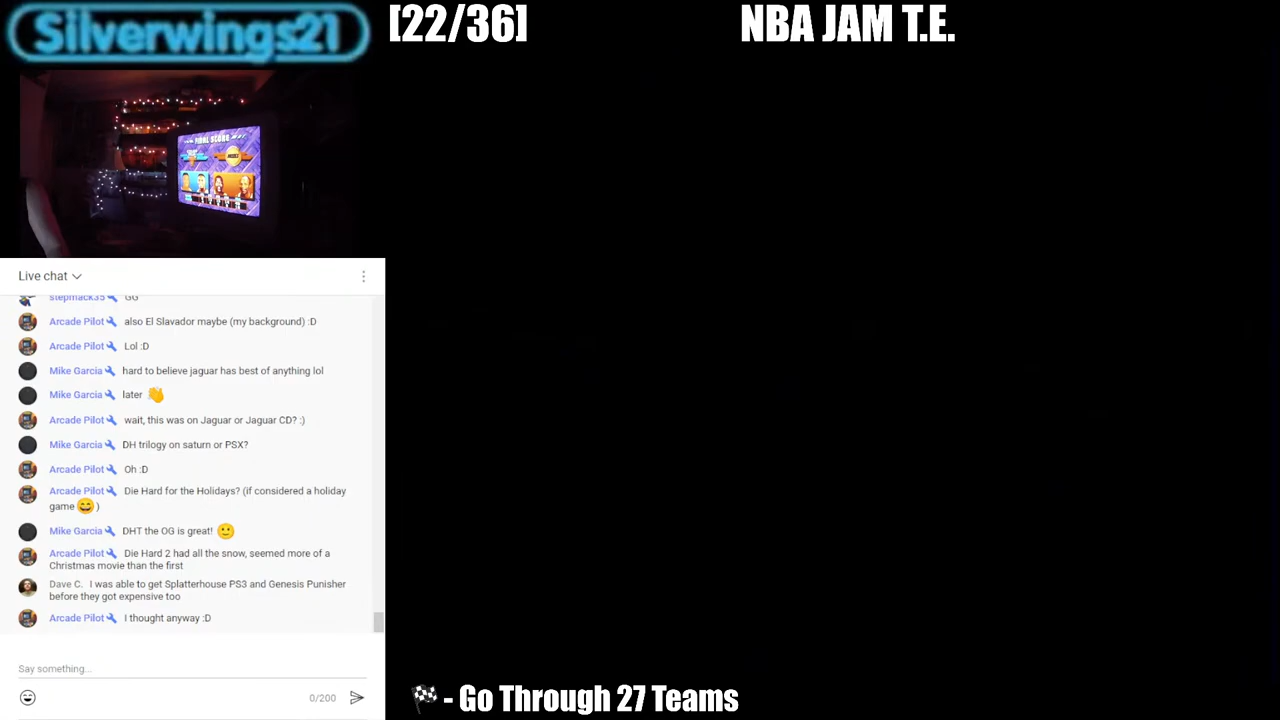 Silverwings21
[22/36]
NBA JAM T.E.
FINAL SCORE
Live chat
stepmack35 GG
Arcade Pilot also El Slavador maybe (my background) :D
Arcade Pilot Lol :D
Mike Garcia hard to believe jaguar has best of anything lol
Mike Garcia later 👋
Arcade Pilot wait, this was on Jaguar or Jaguar CD? :)
Mike Garcia DH trilogy on saturn or PSX?
Arcade Pilot Oh :D
Arcade Pilot Die Hard for the Holidays? (if considered a holiday
game 😄 )
Mike Garcia DHT the OG is great! 🙂
Arcade Pilot Die Hard 2 had all the snow, seemed more of a
Christmas movie than the first
Dave C. I was able to get Splatterhouse PS3 and Genesis Punisher
before they got expensive too
Arcade Pilot I thought anyway :D
Say something...
0/200
🏁 - Go Through 27 Teams